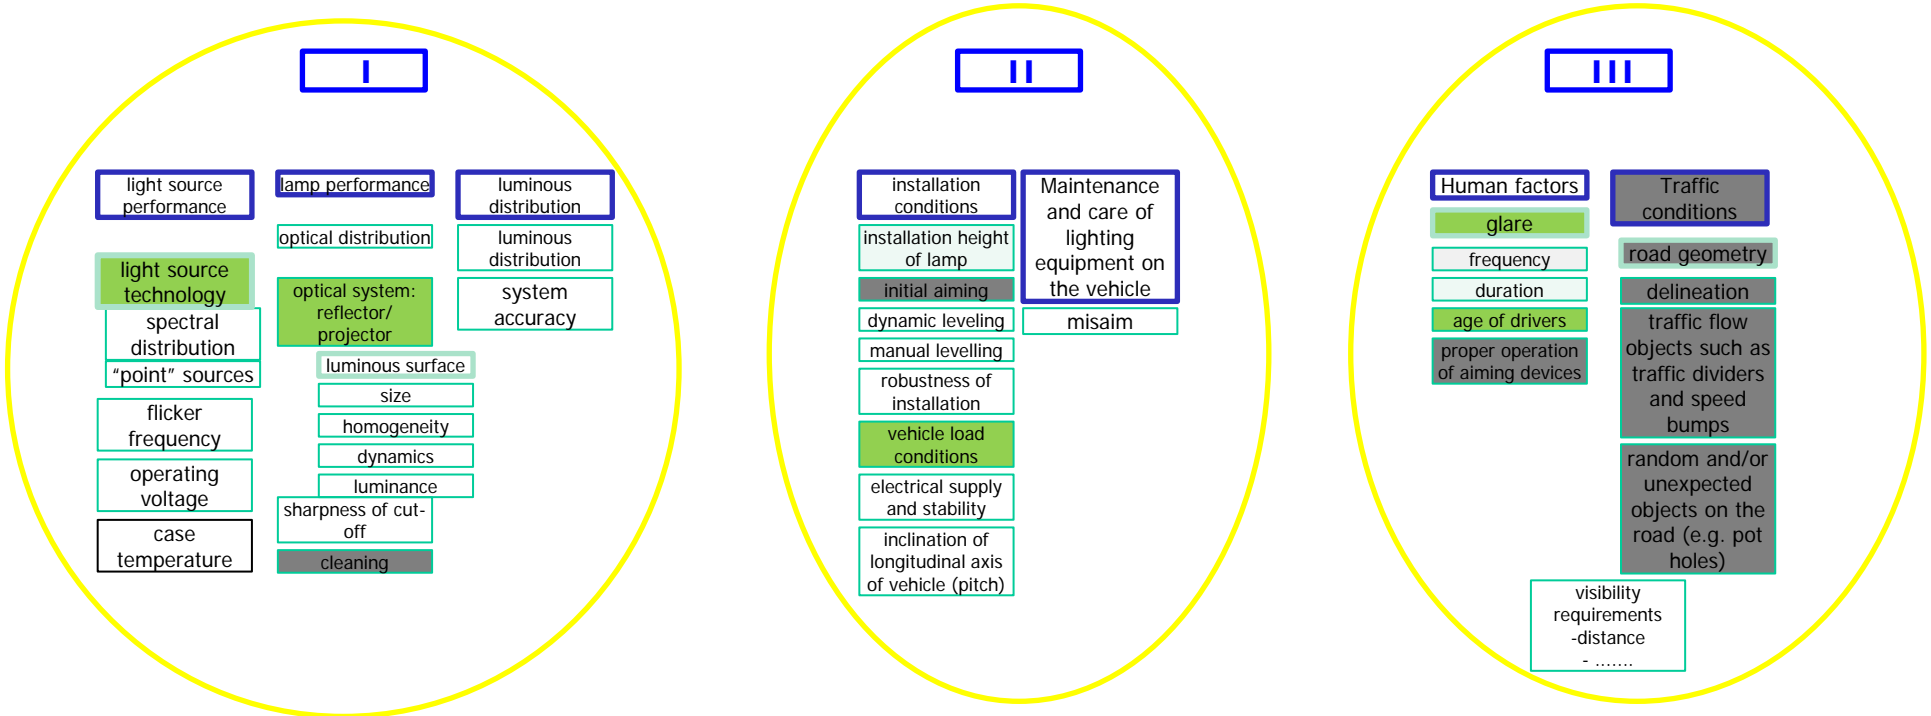 I
light source
performance
light source
technology
spectral
distribution
“point” sources
flicker
frequency
operating
voltage
case
temperature
lamp performance
optical distribution
optical system:
reflector/
projector
luminous surface
size
homogeneity
dynamics
luminance
sharpness of cut-
off
cleaning
luminous
distribution
luminous
distribution
system
accuracy
II
installation
conditions
installation height
of lamp
initial aiming
dynamic leveling
manual levelling
robustness of
installation
vehicle load
conditions
electrical supply
and stability
inclination of
longitudinal axis
of vehicle (pitch)
Maintenance
and care of
lighting
equipment on
the vehicle
misaim
III
Human factors
glare
frequency
duration
age of drivers
proper operation
of aiming devices
Traffic
conditions
road geometry
delineation
traffic flow
objects such as
traffic dividers
and speed
bumps
random and/or
unexpected
objects on the
road (e.g. pot
holes)
visibility
requirements
-distance
- .......